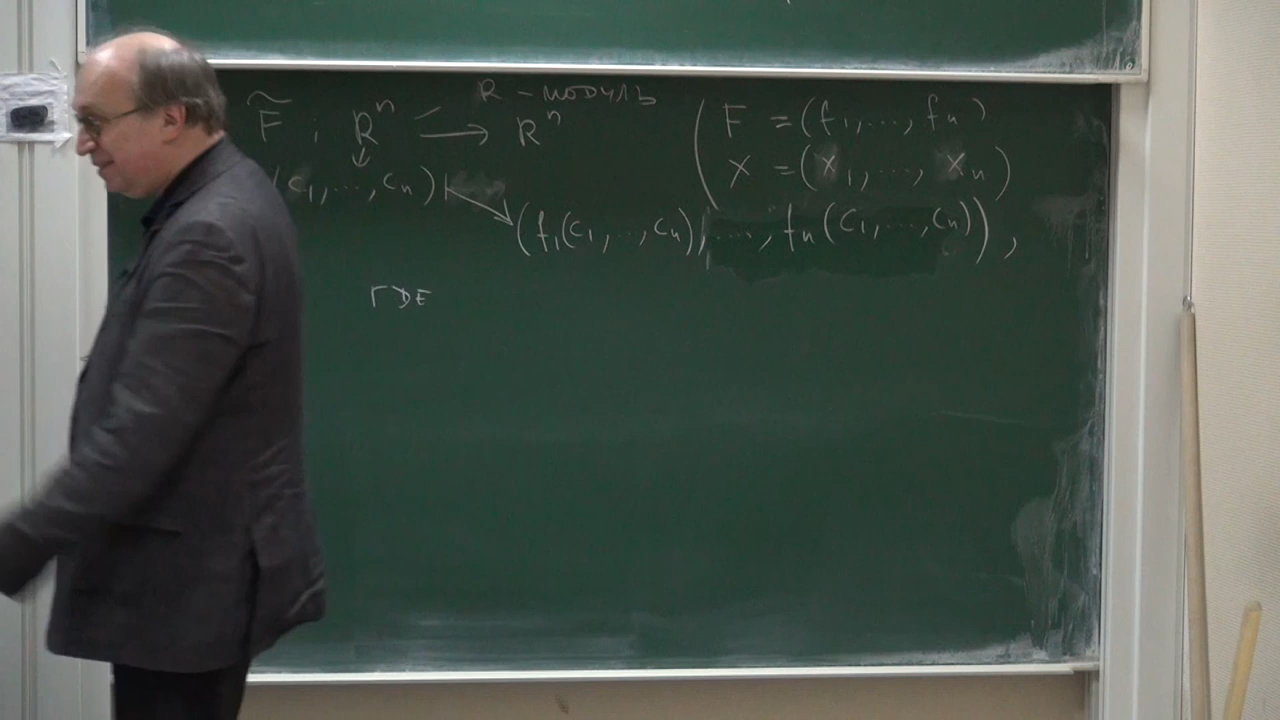 R - модуль
F̃ : Rⁿ → Rⁿ
(F = (f₁, ..., fₙ)
X = (x₁, ..., xₙ)
(c₁, ..., cₙ) ↦
(f₁(c₁, ..., cₙ), ..., fₙ(c₁, ..., cₙ)),
ГДЕ